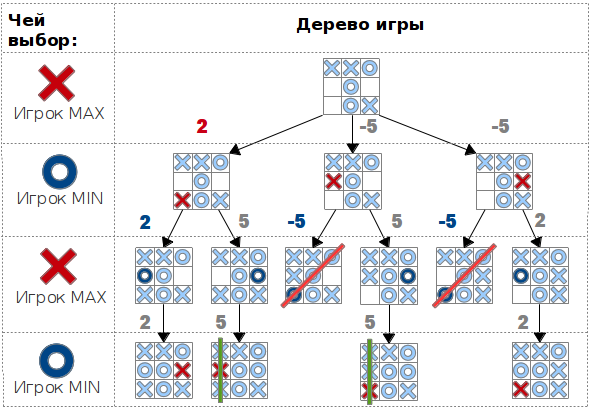 Чей выбор: Дерево игры
Игрок MAX
2 -5 -5
Игрок MIN
2 5 -5 5 -5 2
Игрок MAX
2 5 5 2
Игрок MIN